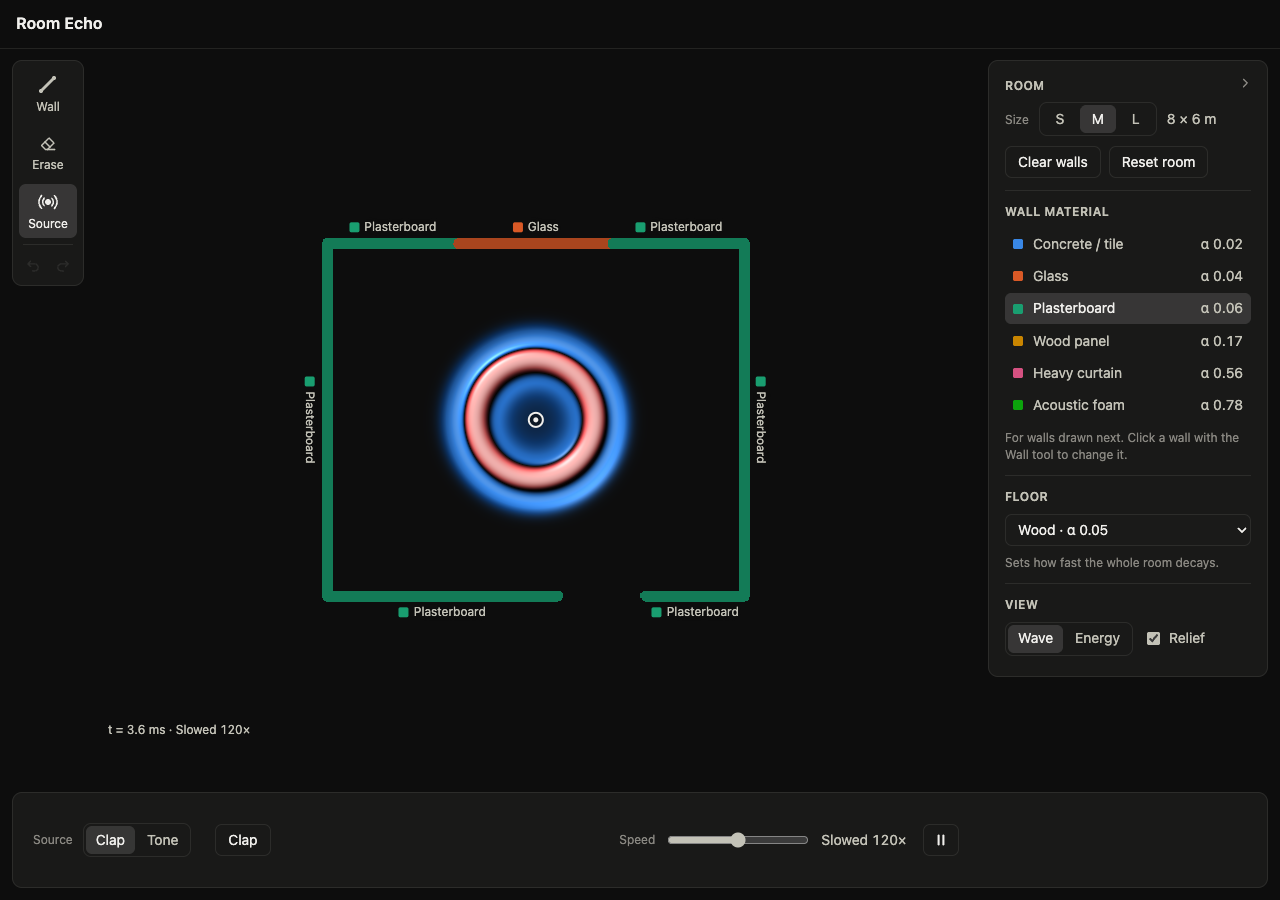 Room Echo
Wall
Erase
Source
Plasterboard
Glass
Plasterboard
Plasterboard
Plasterboard
Plasterboard
Plasterboard
t = 3.6 ms · Slowed 120×
ROOM
Size
S
M
L
8 × 6 m
Clear walls
Reset room
WALL MATERIAL
Concrete / tile α 0.02
Glass α 0.04
Plasterboard α 0.06
Wood panel α 0.17
Heavy curtain α 0.56
Acoustic foam α 0.78
For walls drawn next. Click a wall with the
Wall tool to change it.
FLOOR
Wood · α 0.05
Sets how fast the whole room decays.
VIEW
Wave
Energy
Relief
Source
Clap
Tone
Clap
Speed
Slowed 120×